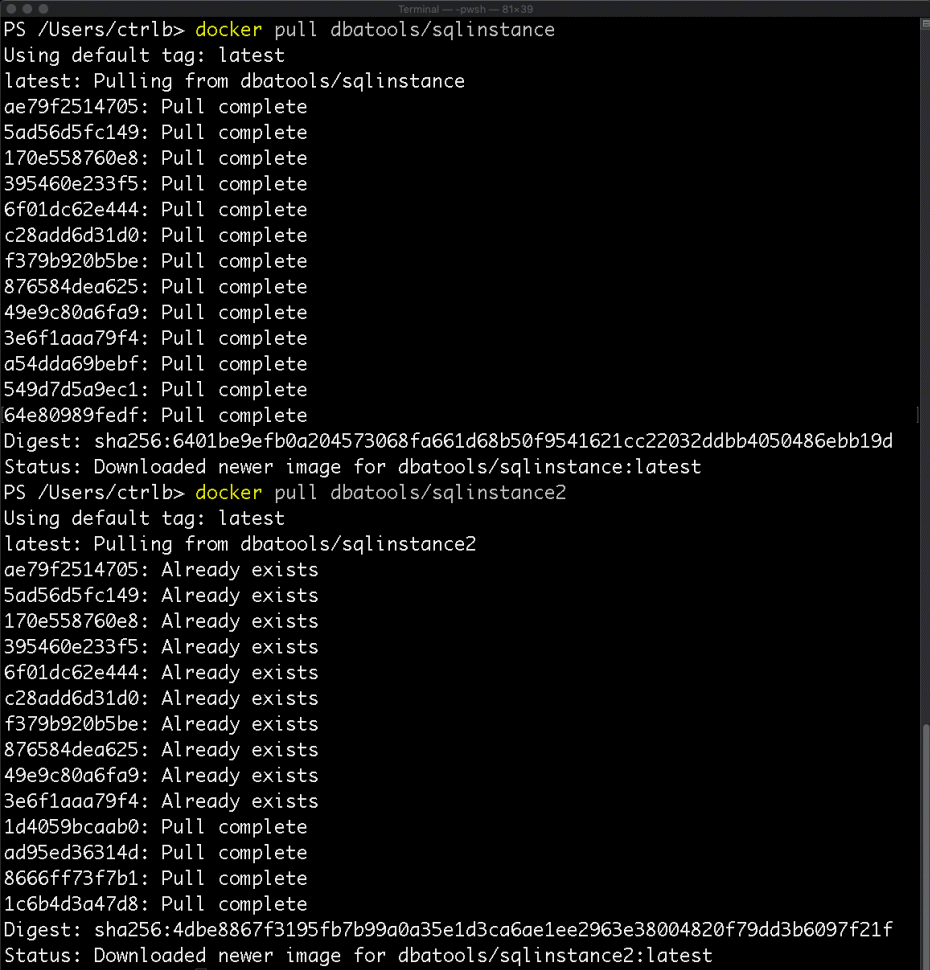 Terminal — -pwsh — 81×39
PS /Users/ctrlb> docker pull dbatools/sqlinstance
Using default tag: latest
latest: Pulling from dbatools/sqlinstance
ae79f2514705: Pull complete
5ad56d5fc149: Pull complete
170e558760e8: Pull complete
395460e233f5: Pull complete
6f01dc62e444: Pull complete
c28add6d31d0: Pull complete
f379b920b5be: Pull complete
876584dea625: Pull complete
49e9c80a6fa9: Pull complete
3e6f1aaa79f4: Pull complete
a54dda69bebf: Pull complete
549d7d5a9ec1: Pull complete
64e80989fedf: Pull complete
Digest: sha256:6401be9efb0a204573068fa661d68b50f9541621cc22032ddbb4050486ebb19d
Status: Downloaded newer image for dbatools/sqlinstance:latest
PS /Users/ctrlb> docker pull dbatools/sqlinstance2
Using default tag: latest
latest: Pulling from dbatools/sqlinstance2
ae79f2514705: Already exists
5ad56d5fc149: Already exists
170e558760e8: Already exists
395460e233f5: Already exists
6f01dc62e444: Already exists
c28add6d31d0: Already exists
f379b920b5be: Already exists
876584dea625: Already exists
49e9c80a6fa9: Already exists
3e6f1aaa79f4: Already exists
1d4059bcaab0: Pull complete
ad95ed36314d: Pull complete
8666ff73f7b1: Pull complete
1c6b4d3a47d8: Pull complete
Digest: sha256:4dbe8867f3195fb7b99a0a35e1d3ca6ae1ee2963e38004820f79dd3b6097f21f
Status: Downloaded newer image for dbatools/sqlinstance2:latest